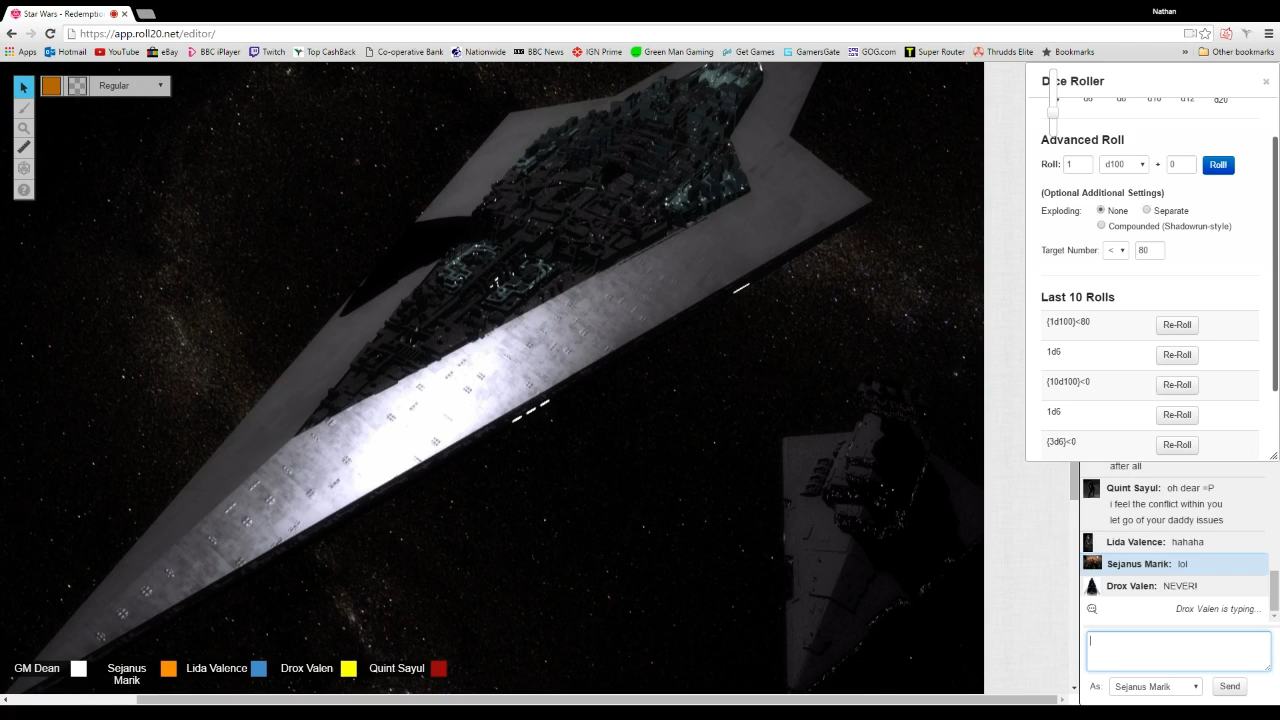 Nathan
Star Wars - Redemptio
https://app.roll20.net/editor/
Apps Hotmail YouTube eBay BBC iPlayer Twitch Top CashBack Co-operative Bank Nationwide BBC News IGN Prime Green Man Gaming Get Games GamersGate GOG.com Super Router Thrudds Elite Bookmarks » Other bookmarks
Regular
Dice Roller
d6 d8 d10 d12 d20
Advanced Roll
Roll: 1 d100 + 0 Roll!
(Optional Additional Settings)
Exploding: None Separate
Compounded (Shadowrun-style)
Target Number: < 80
Last 10 Rolls
{1d100}<80 Re-Roll
1d6 Re-Roll
{10d100}<0 Re-Roll
1d6 Re-Roll
{3d6}<0 Re-Roll
after all
Quint Sayul: oh dear =P
i feel the conflict within you
let go of your daddy issues
Lida Valence: hahaha
Sejanus Marik: lol
Drox Valen: NEVER!
Drox Valen is typing...
GM Dean Sejanus Marik Lida Valence Drox Valen Quint Sayul
As: Sejanus Marik Send